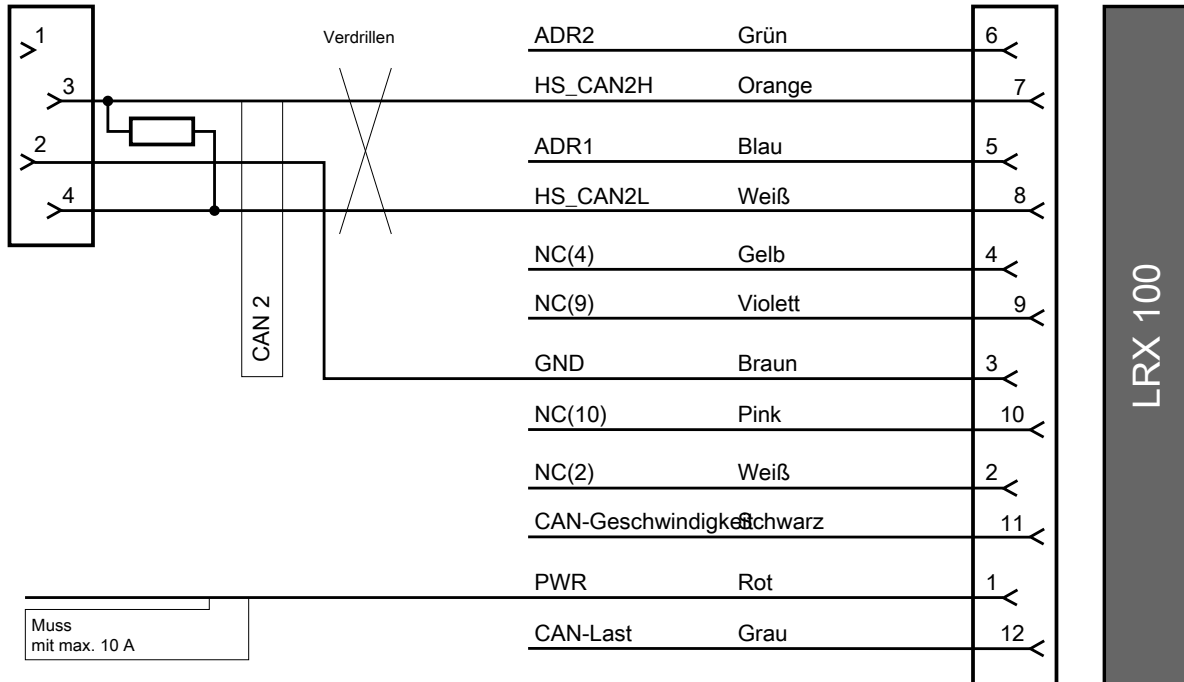 1
3
2
4
Verdrillen
CAN 2
ADR2 Grün 6
HS_CAN2H Orange 7
ADR1 Blau 5
HS_CAN2L Weiß 8
NC(4) Gelb 4
NC(9) Violett 9
GND Braun 3
NC(10) Pink 10
NC(2) Weiß 2
CAN-Geschwindigkeit Schwarz 11
PWR Rot 1
CAN-Last Grau 12
Muss
mit max. 10 A
LRX 100